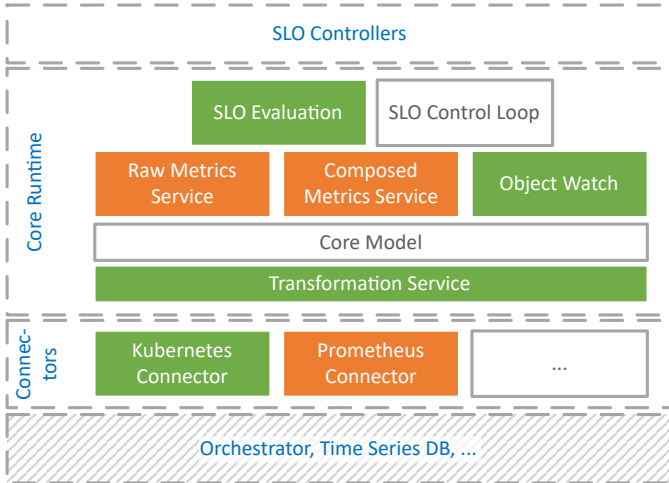 SLO Controllers
Core Runtime
SLO Evaluation
SLO Control Loop
Raw Metrics
Service
Composed
Metrics Service
Object Watch
Core Model
Transformation Service
Connec-
tors
Kubernetes
Connector
Prometheus
Connector
...
Orchestrator, Time Series DB, ...